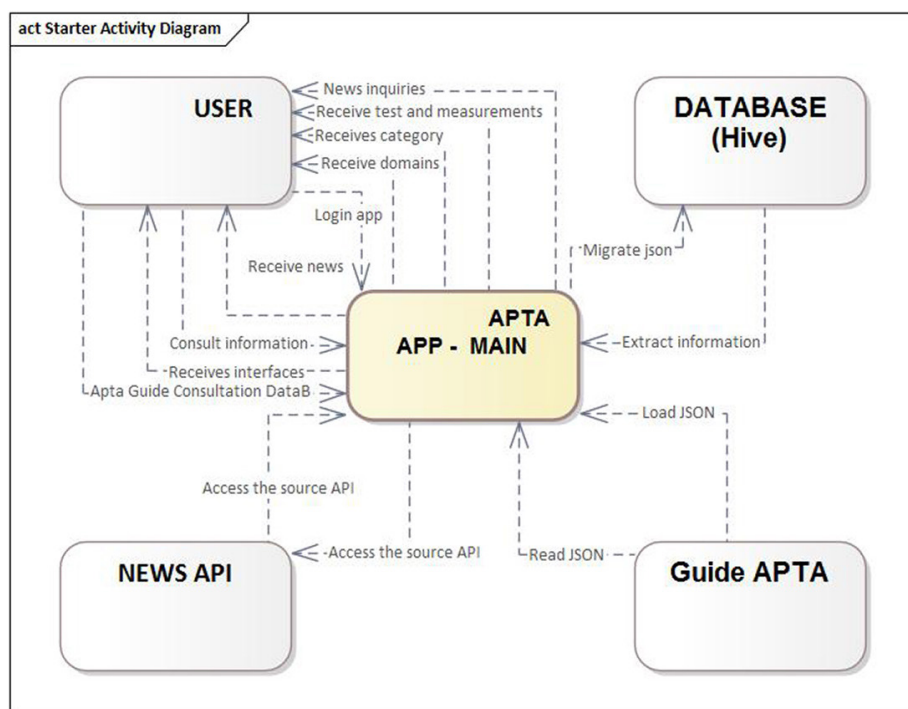 act Starter Activity Diagram
USER
DATABASE
(Hive)
News inquiries
Receive test and measurements
Receives category
Receive domains
Login app
Receive news
Migrate json
APTA
APP - MAIN
Consult information
Extract information
Receives interfaces
Apta Guide Consultation DataB
Load JSON
Access the source API
Access the source API
Read JSON
NEWS API
Guide APTA